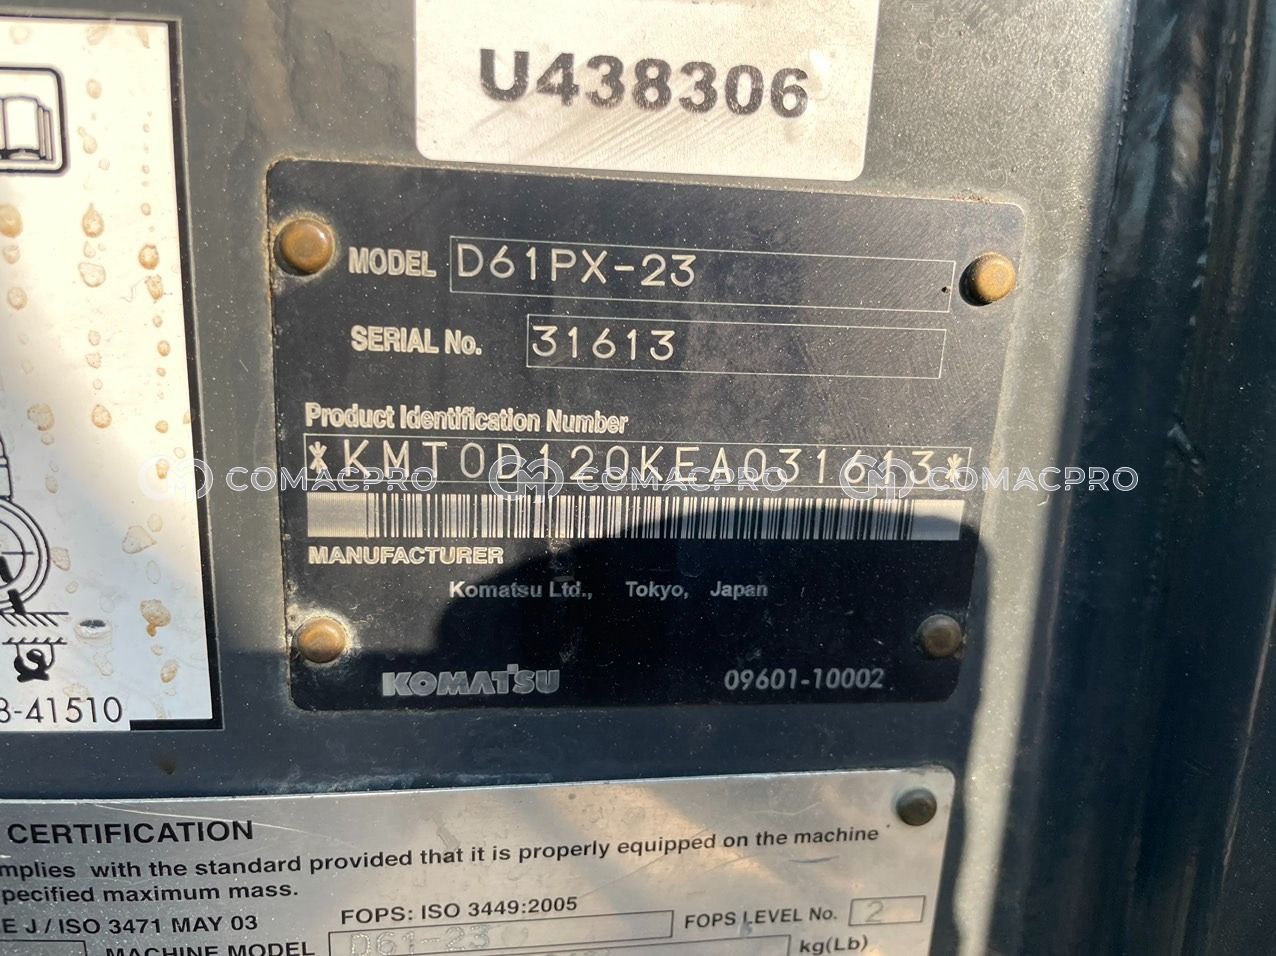 U438306
MODEL D61PX-23
SERIAL No. 31613
Product Identification Number
*KMT0D120KEA031613*
COMACPRO COMACPRO COMACPRO
MANUFACTURER
Komatsu Ltd., Tokyo, Japan
KOMATSU 09601-10002
8-41510
CERTIFICATION
mplies with the standard provided that it is properly equipped on the machine
pecified maximum mass.
E J / ISO 3471 MAY 03 FOPS: ISO 3449:2005 FOPS LEVEL No. 2
MACHINE MODEL D61-23
kg(Lb)